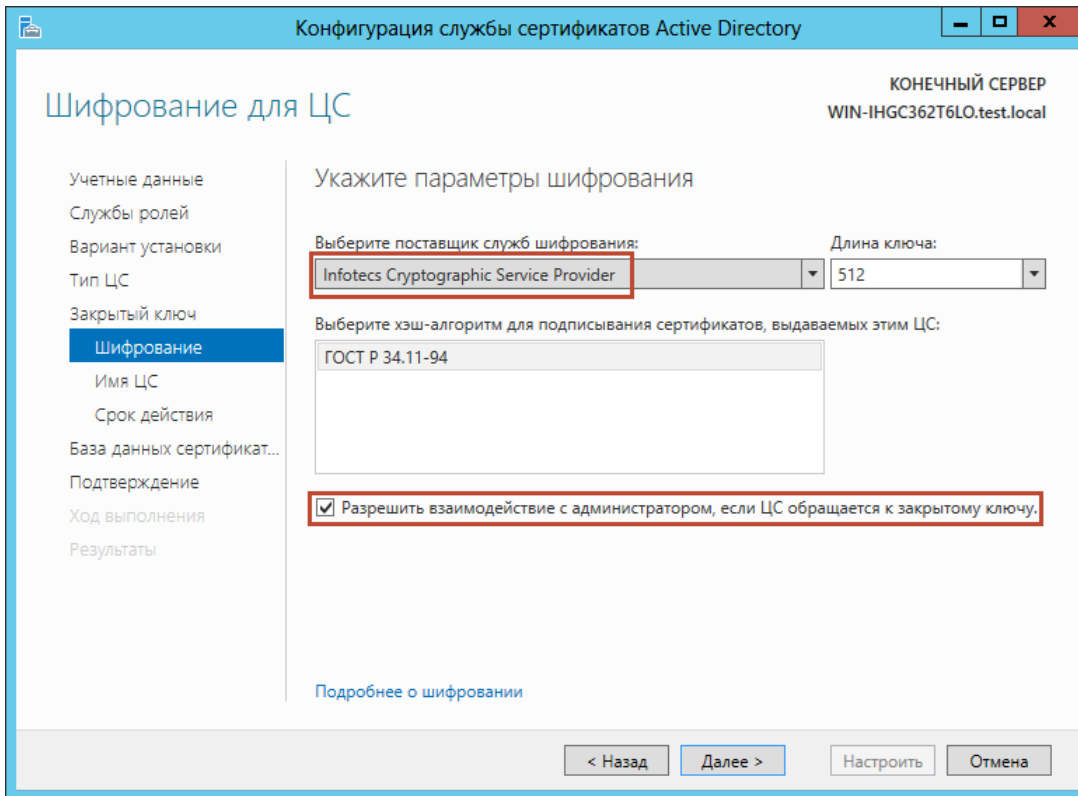 Конфигурация службы сертификатов Active Directory
Шифрование для ЦС
КОНЕЧНЫЙ СЕРВЕР
WIN-IHGC362T6LO.test.local
Учетные данные
Службы ролей
Вариант установки
Тип ЦС
Закрытый ключ
Шифрование
Имя ЦС
Срок действия
База данных сертификат...
Подтверждение
Ход выполнения
Результаты
Укажите параметры шифрования
Выберите поставщик служб шифрования:
Длина ключа:
Infotecs Cryptographic Service Provider
512
Выберите хэш-алгоритм для подписывания сертификатов, выдаваемых этим ЦС:
ГОСТ Р 34.11-94
Разрешить взаимодействие с администратором, если ЦС обращается к закрытому ключу.
Подробнее о шифровании
< Назад
Далее >
Настроить
Отмена